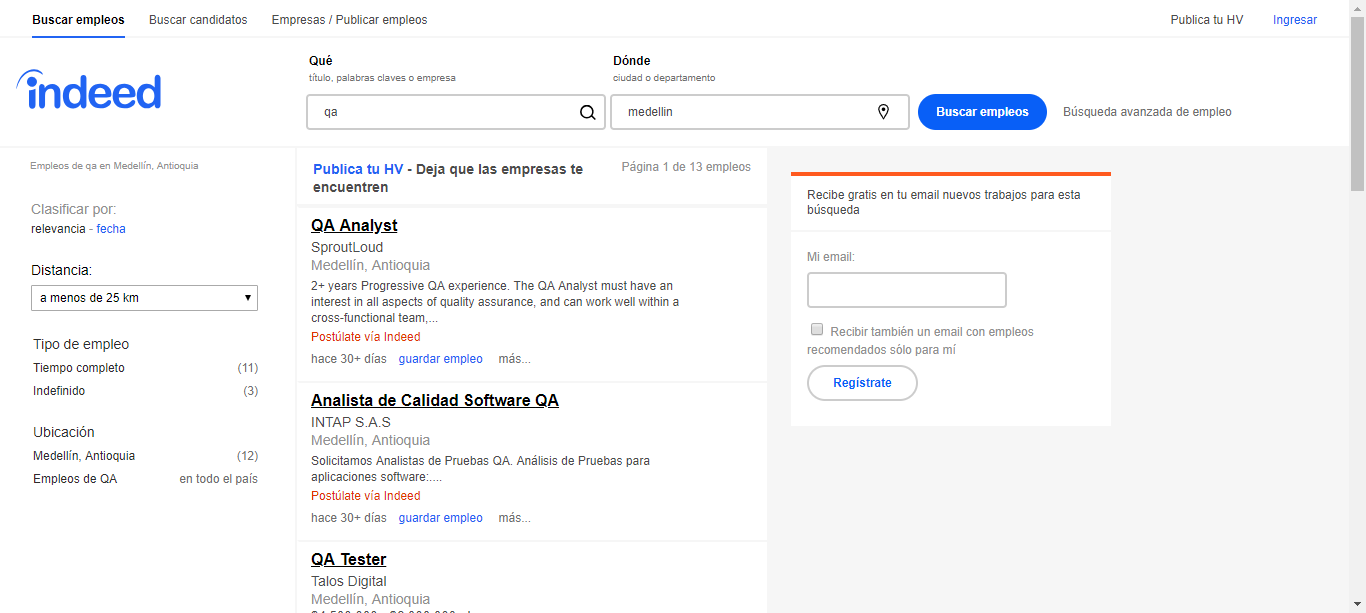 Buscar empleos Buscar candidatos Empresas / Publicar empleos Publica tu HV Ingresar
indeed
Qué
título, palabras claves o empresa
qa
Dónde
ciudad o departamento
medellin
Buscar empleos
Búsqueda avanzada de empleo
Empleos de qa en Medellín, Antioquia
Clasificar por:
relevancia - fecha
Distancia:
a menos de 25 km
Tipo de empleo
Tiempo completo (11)
Indefinido (3)
Ubicación
Medellín, Antioquia (12)
Empleos de QA en todo el país
Publica tu HV - Deja que las empresas te
encuentren
Página 1 de 13 empleos
QA Analyst
SproutLoud
Medellín, Antioquia
2+ years Progressive QA experience. The QA Analyst must have an
interest in all aspects of quality assurance, and can work well within a
cross-functional team,...
Postúlate vía Indeed
hace 30+ días guardar empleo más...
Analista de Calidad Software QA
INTAP S.A.S
Medellín, Antioquia
Solicitamos Analistas de Pruebas QA. Análisis de Pruebas para
aplicaciones software:....
Postúlate vía Indeed
hace 30+ días guardar empleo más...
QA Tester
Talos Digital
Medellín, Antioquia
Recibe gratis en tu email nuevos trabajos para esta
búsqueda
Mi email:
Recibir también un email con empleos
recomendados sólo para mí
Regístrate